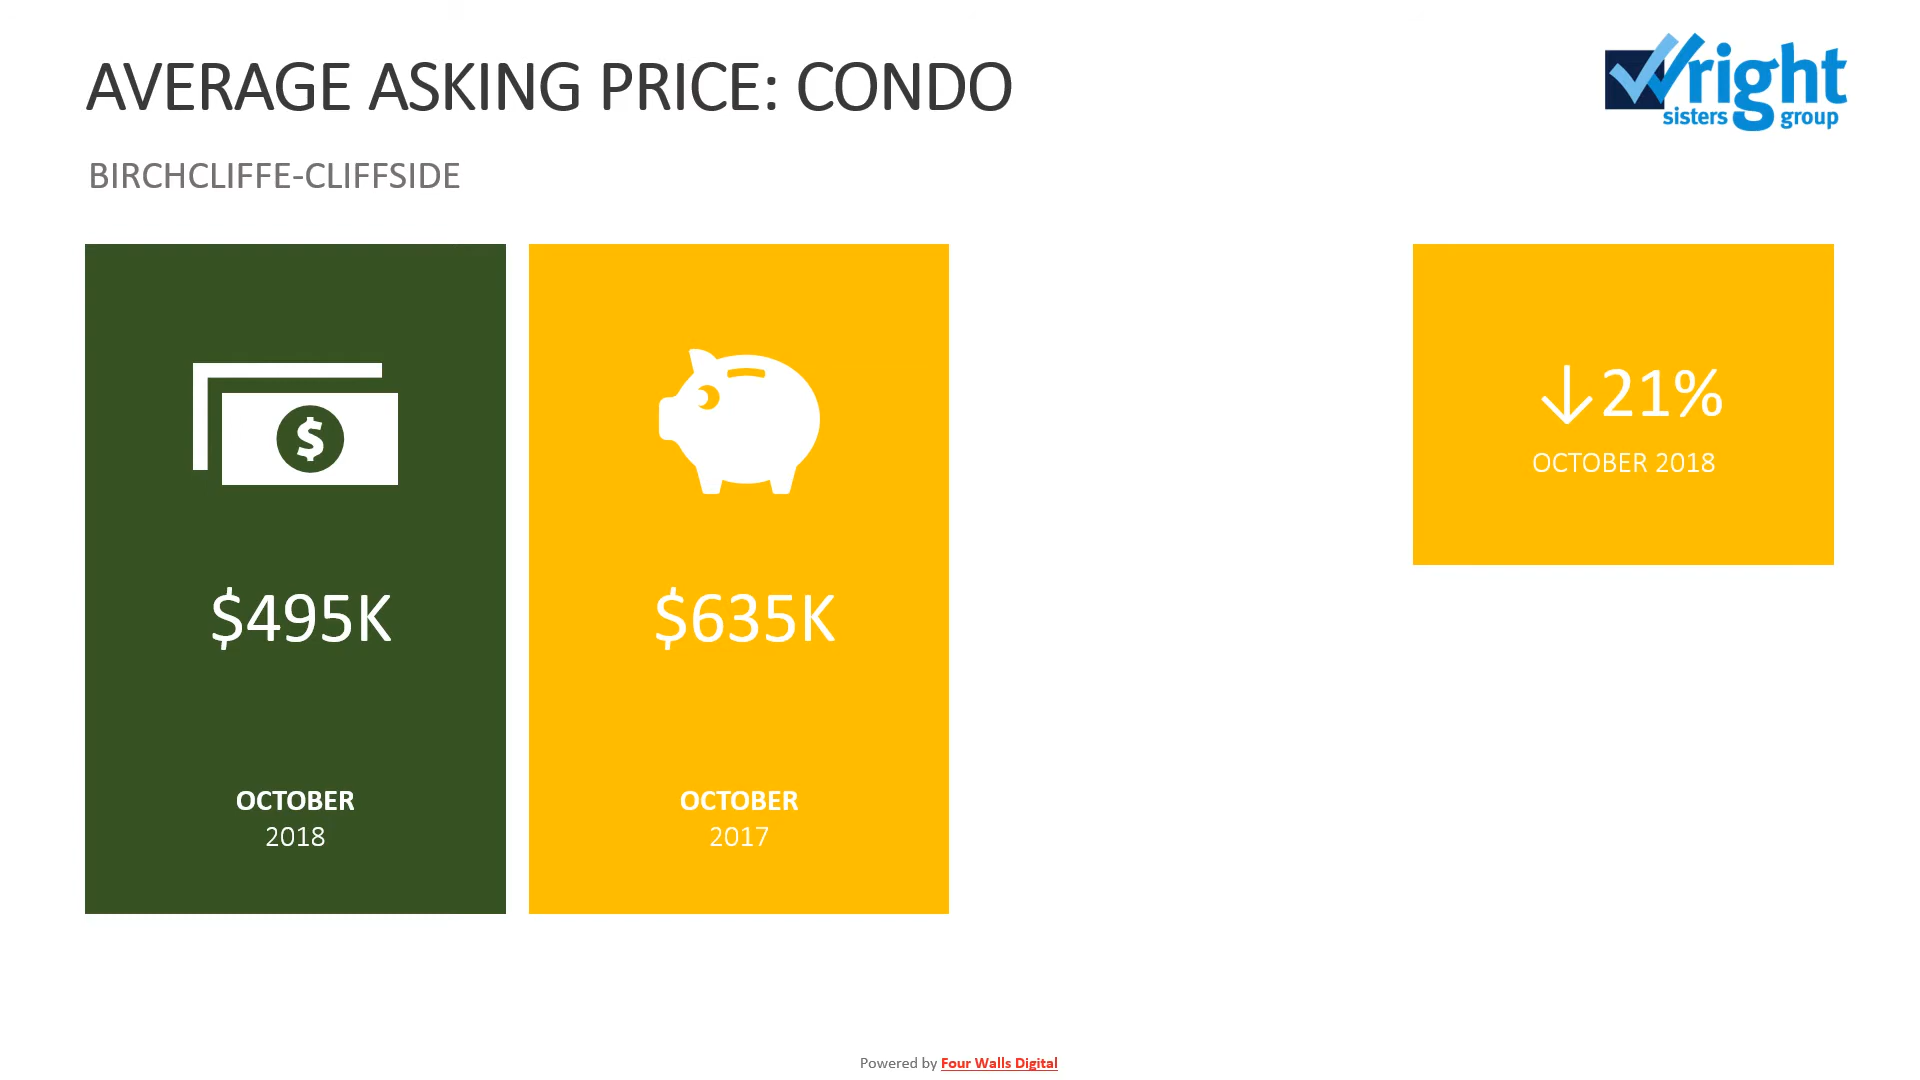 AVERAGE ASKING PRICE: CONDO
Wright
sisters group
BIRCHCLIFFE-CLIFFSIDE
$
$495K
OCTOBER
2018
$635K
OCTOBER
2017
↓21%
OCTOBER 2018
Powered by Four Walls Digital